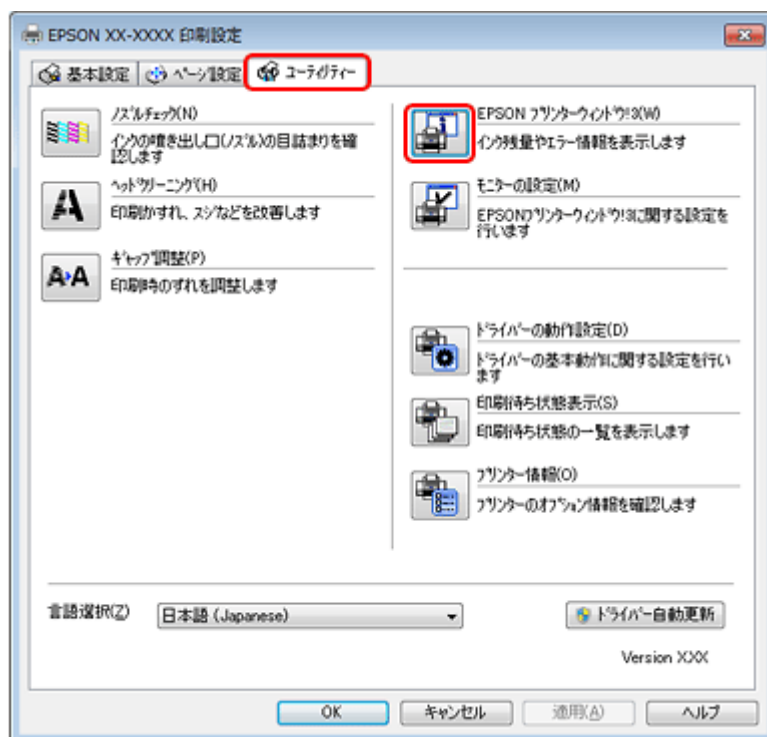 EPSON XX-XXXX 印刷設定
基本設定
ページ設定
ユーティリティー
ノズルチェック(N)
インクの噴き出し口(ノズル)の目詰まりを確
認します
ヘッドクリーニング(H)
印刷かすれ、スジなどを改善します
ギャップ調整(P)
印刷時のずれを調整します
EPSON プリンターウィンドウ!3(W)
インク残量やエラー情報を表示します
モニターの設定(M)
EPSONプリンターウィンドウ!3に関する設定を
行います
ドライバーの動作設定(D)
ドライバーの基本動作に関する設定を行い
ます
印刷待ち状態表示(S)
印刷待ち状態の一覧を表示します
プリンター情報(O)
プリンターのオプション情報を確認します
言語選択(Z)
日本語 (Japanese)
ドライバー自動更新
Version X.XX
OK
キャンセル
適用(A)
ヘルプ